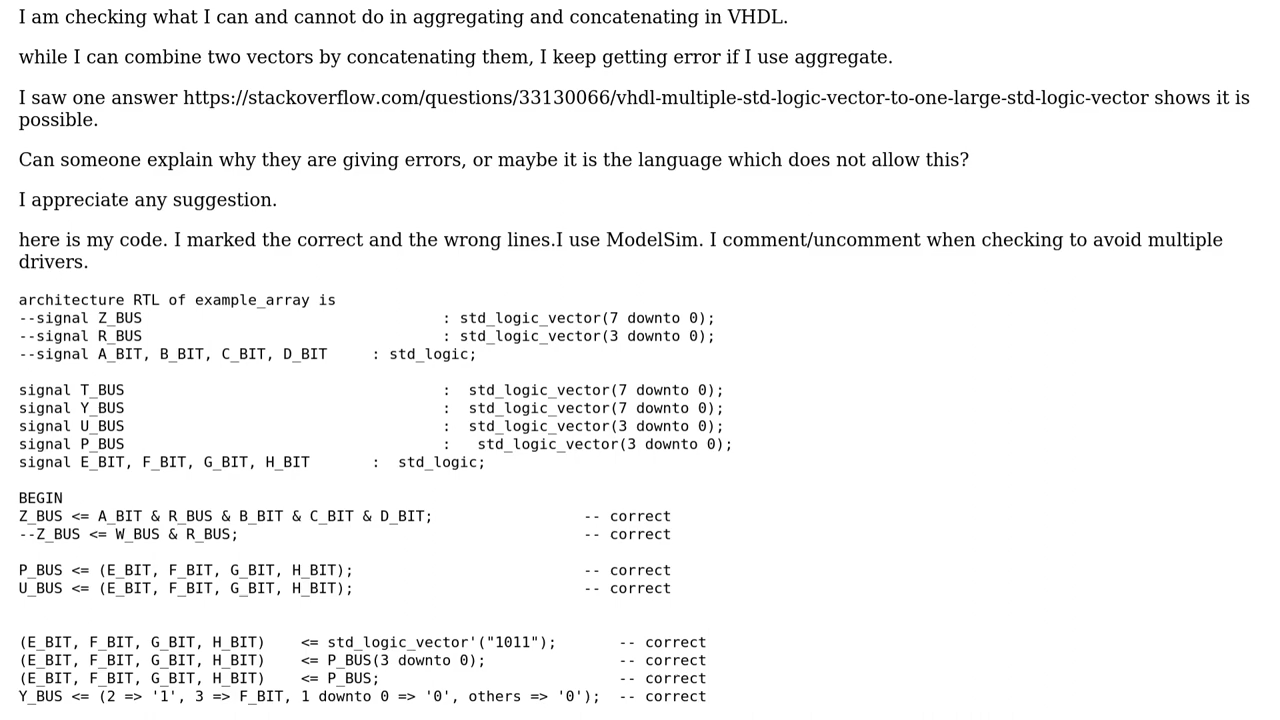 I am checking what I can and cannot do in aggregating and concatenating in VHDL.
while I can combine two vectors by concatenating them, I keep getting error if I use aggregate.
I saw one answer https://stackoverflow.com/questions/33130066/vhdl-multiple-std-logic-vector-to-one-large-std-logic-vector shows it is
possible.
Can someone explain why they are giving errors, or maybe it is the language which does not allow this?
I appreciate any suggestion.
here is my code. I marked the correct and the wrong lines.I use ModelSim. I comment/uncomment when checking to avoid multiple
drivers.
architecture RTL of example_array is
--signal Z_BUS                                  : std_logic_vector(7 downto 0);
--signal R_BUS                                  : std_logic_vector(3 downto 0);
--signal A_BIT, B_BIT, C_BIT, D_BIT     : std_logic;
signal T_BUS                                    :  std_logic_vector(7 downto 0);
signal Y_BUS                                    :  std_logic_vector(7 downto 0);
signal U_BUS                                    :  std_logic_vector(3 downto 0);
signal P_BUS                                    :   std_logic_vector(3 downto 0);
signal E_BIT, F_BIT, G_BIT, H_BIT       :  std_logic;
BEGIN
Z_BUS <= A_BIT & R_BUS & B_BIT & C_BIT & D_BIT;                 -- correct
--Z_BUS <= W_BUS & R_BUS;                                       -- correct
P_BUS <= (E_BIT, F_BIT, G_BIT, H_BIT);                          -- correct
U_BUS <= (E_BIT, F_BIT, G_BIT, H_BIT);                          -- correct
(E_BIT, F_BIT, G_BIT, H_BIT)    <= std_logic_vector'("1011");       -- correct
(E_BIT, F_BIT, G_BIT, H_BIT)    <= P_BUS(3 downto 0);               -- correct
(E_BIT, F_BIT, G_BIT, H_BIT)    <= P_BUS;                           -- correct
Y_BUS <= (2 => '1', 3 => F_BIT, 1 downto 0 => '0', others => '0');  -- correct